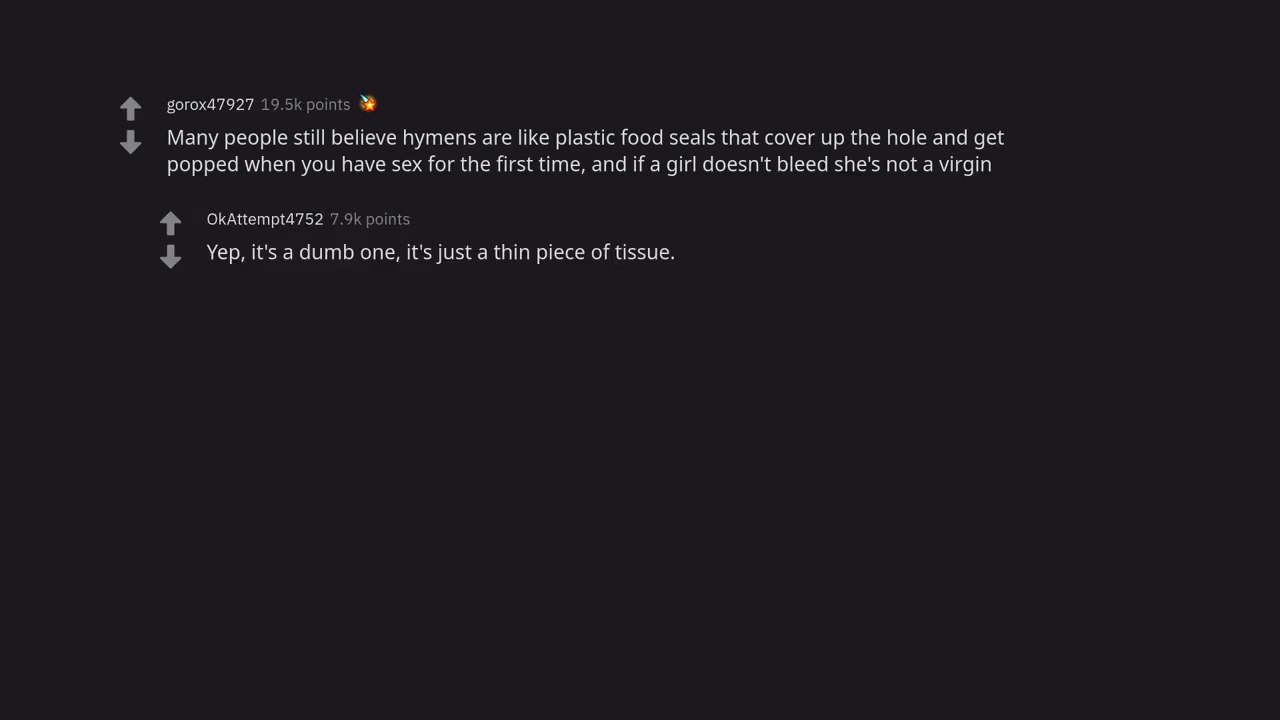 gorox47927 19.5k points
Many people still believe hymens are like plastic food seals that cover up the hole and get
popped when you have sex for the first time, and if a girl doesn't bleed she's not a virgin
OkAttempt4752 7.9k points
Yep, it's a dumb one, it's just a thin piece of tissue.